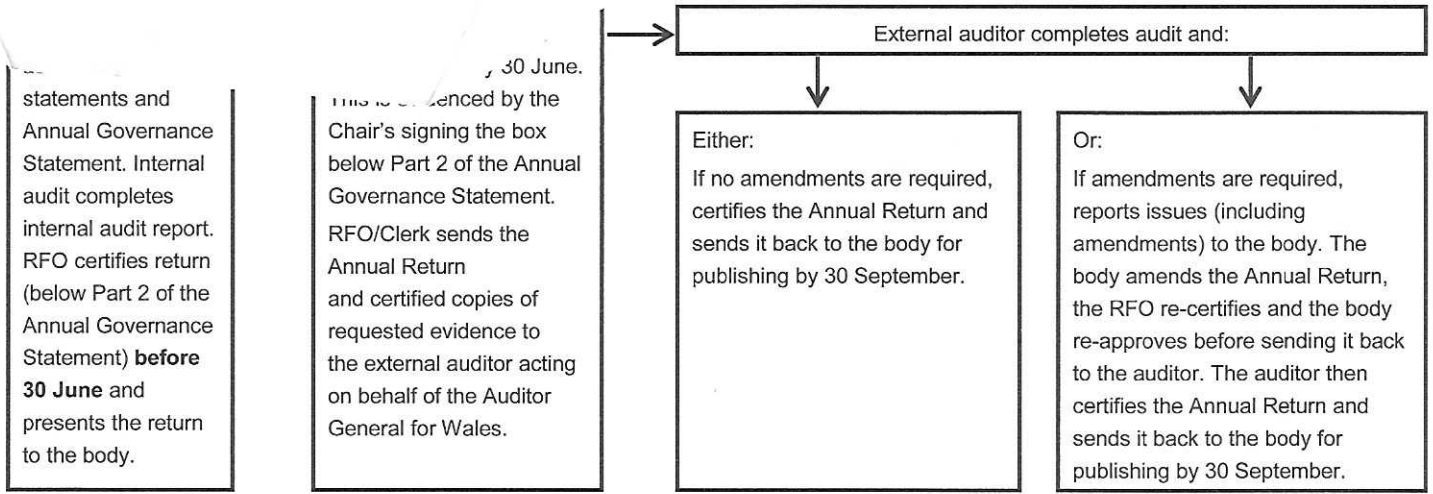 statements and
Annual Governance
Statement. Internal
audit completes
internal audit report.
RFO certifies return
(below Part 2 of the
Annual Governance
Statement) before
30 June and
presents the return
to the body.
30 June.
by the
Chair's signing the box
below Part 2 of the Annual
Governance Statement.
RFO/Clerk sends the
Annual Return
and certified copies of
requested evidence to
the external auditor acting
on behalf of the Auditor
General for Wales.
External auditor completes audit and:
Either:
If no amendments are required,
certifies the Annual Return and
sends it back to the body for
publishing by 30 September.
Or:
If amendments are required,
reports issues (including
amendments) to the body. The
body amends the Annual Return,
the RFO re-certifies and the body
re-approves before sending it back
to the auditor. The auditor then
certifies the Annual Return and
sends it back to the body for
publishing by 30 September.